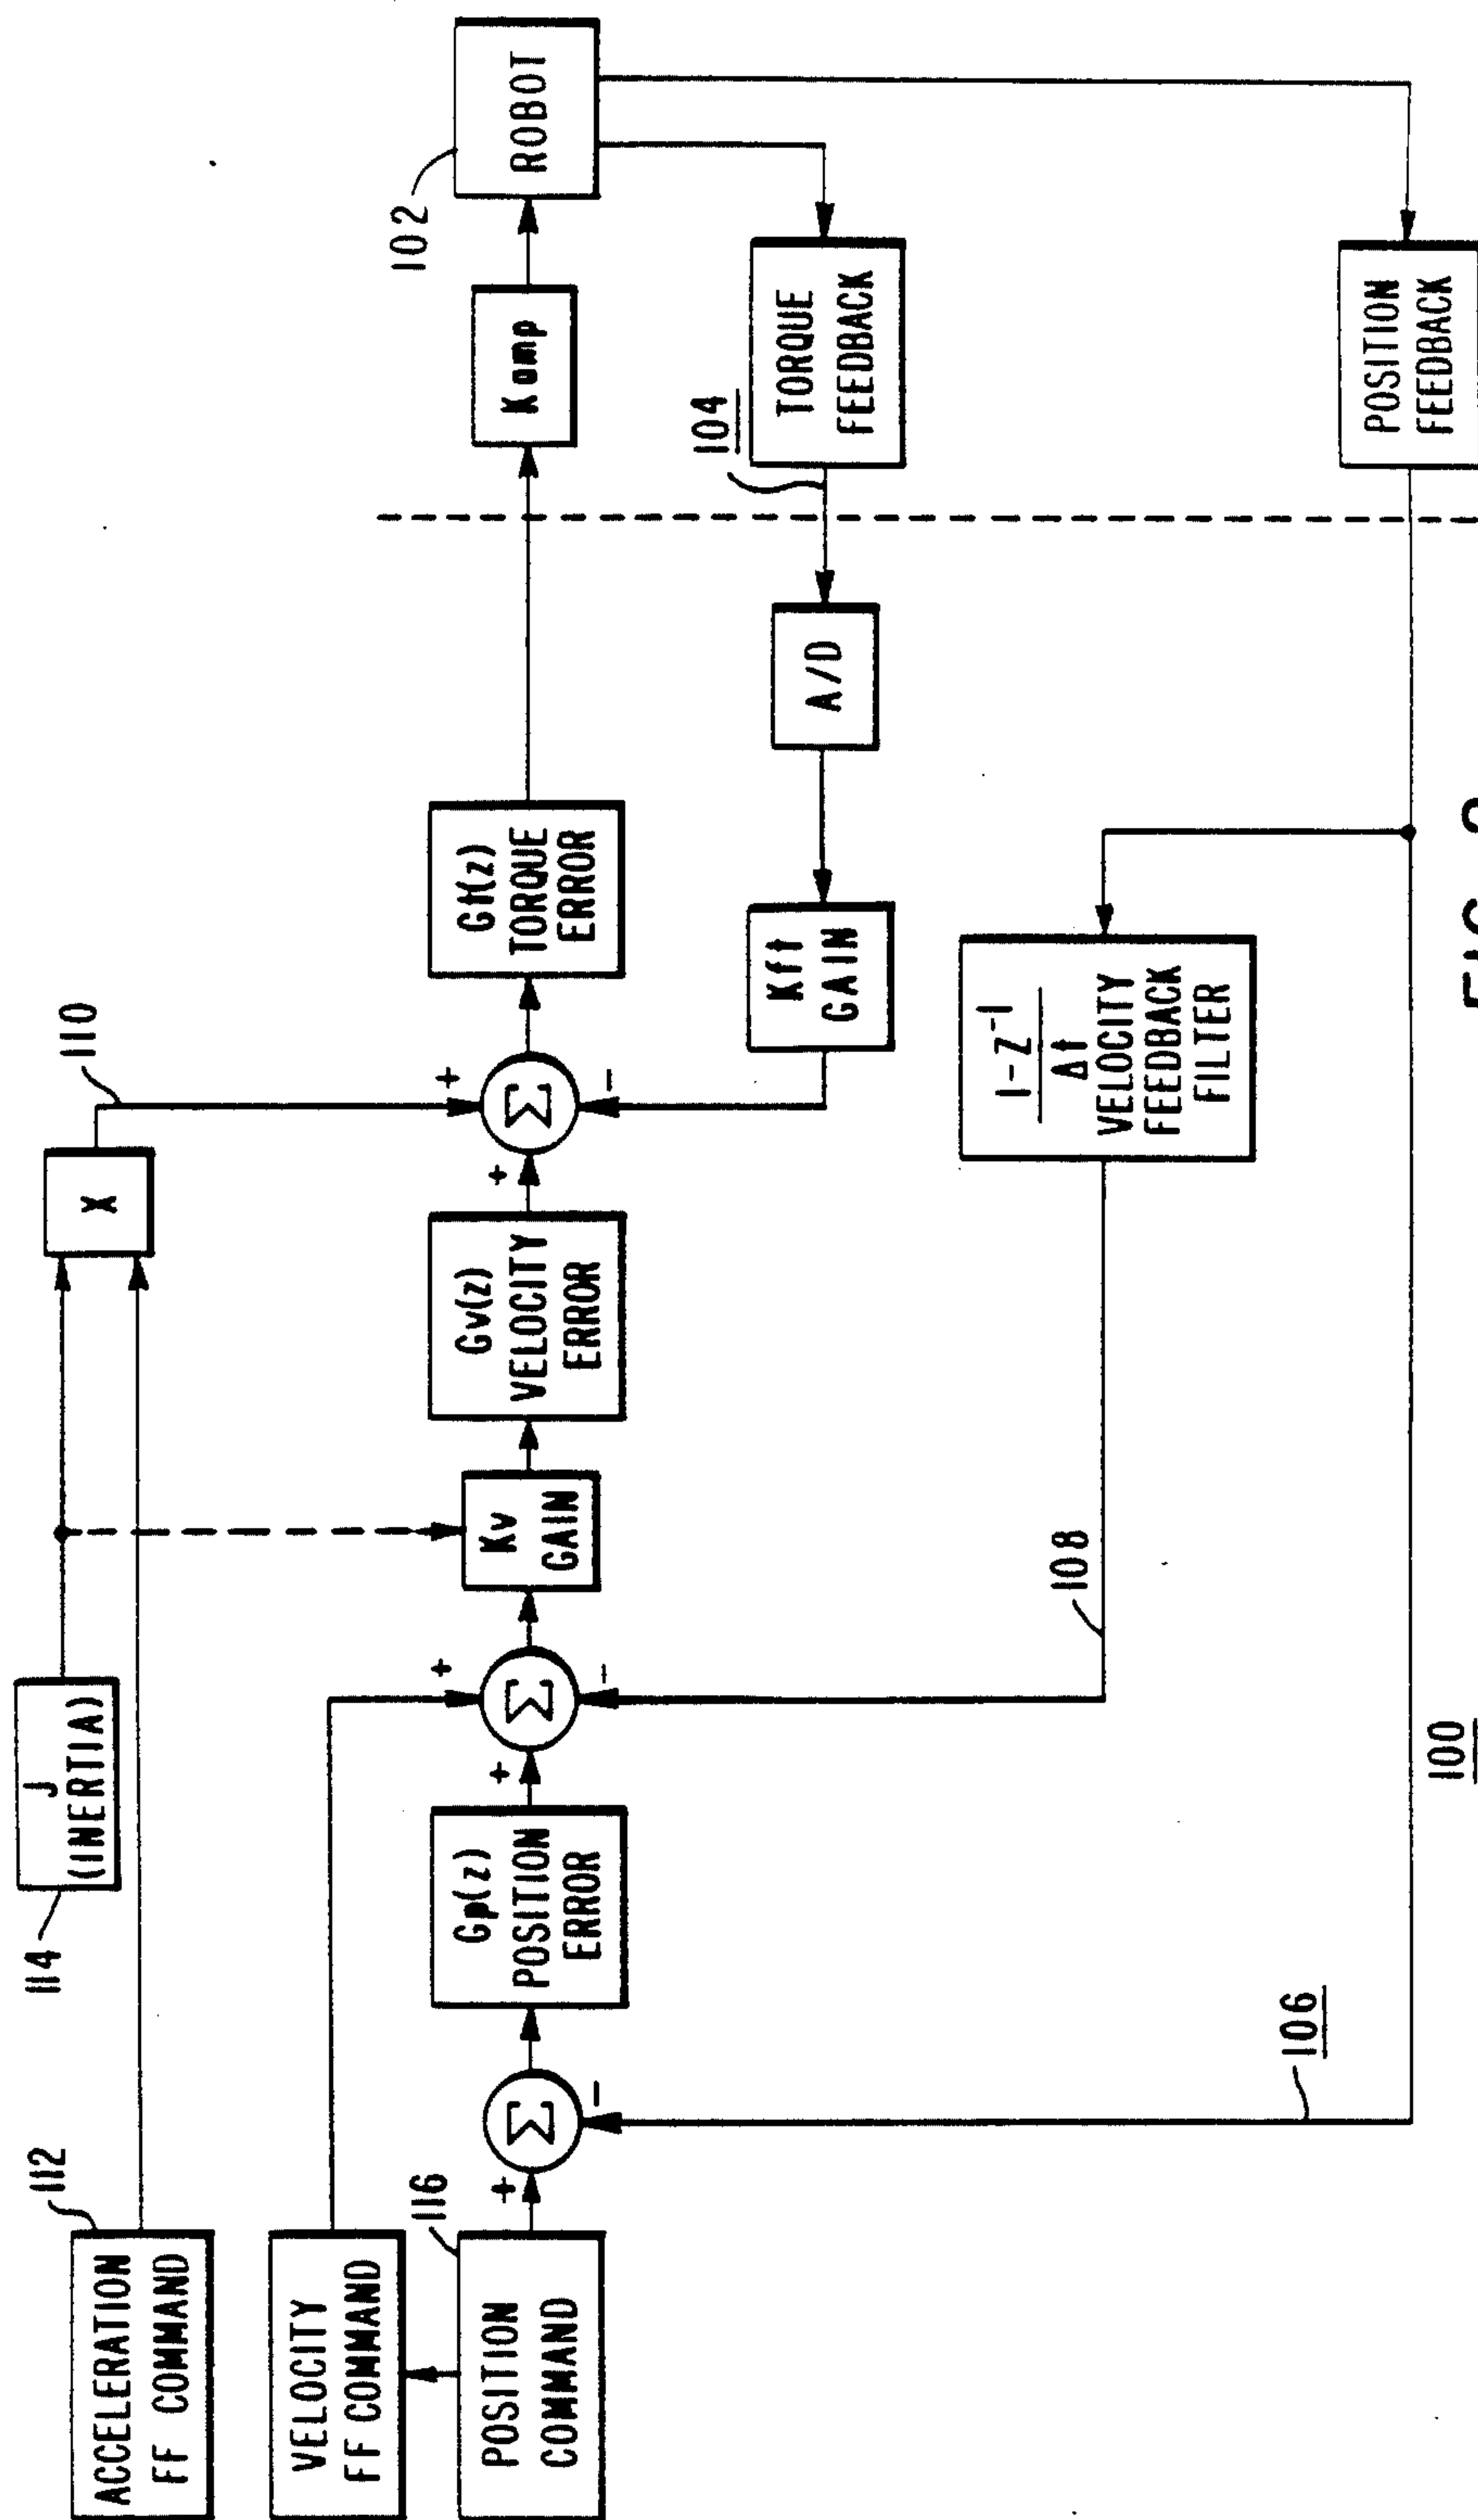 112
ACCELERATION
FF COMMAND
114
J
(INERTIA)
X
110
VELOCITY
FF COMMAND
116
POSITION
COMMAND
+
−
Σ
Gp(z)
POSITION
ERROR
+
+
−
Σ
Kv
GAIN
Gv(z)
VELOCITY
ERROR
+
+
−
Σ
Gt(z)
TORQUE
ERROR
Kamp
102
ROBOT
104
TORQUE
FEEDBACK
A/D
Kft
GAIN
1-Z⁻¹
Δt
VELOCITY
FEEDBACK
FILTER
108
106
POSITION
FEEDBACK
100